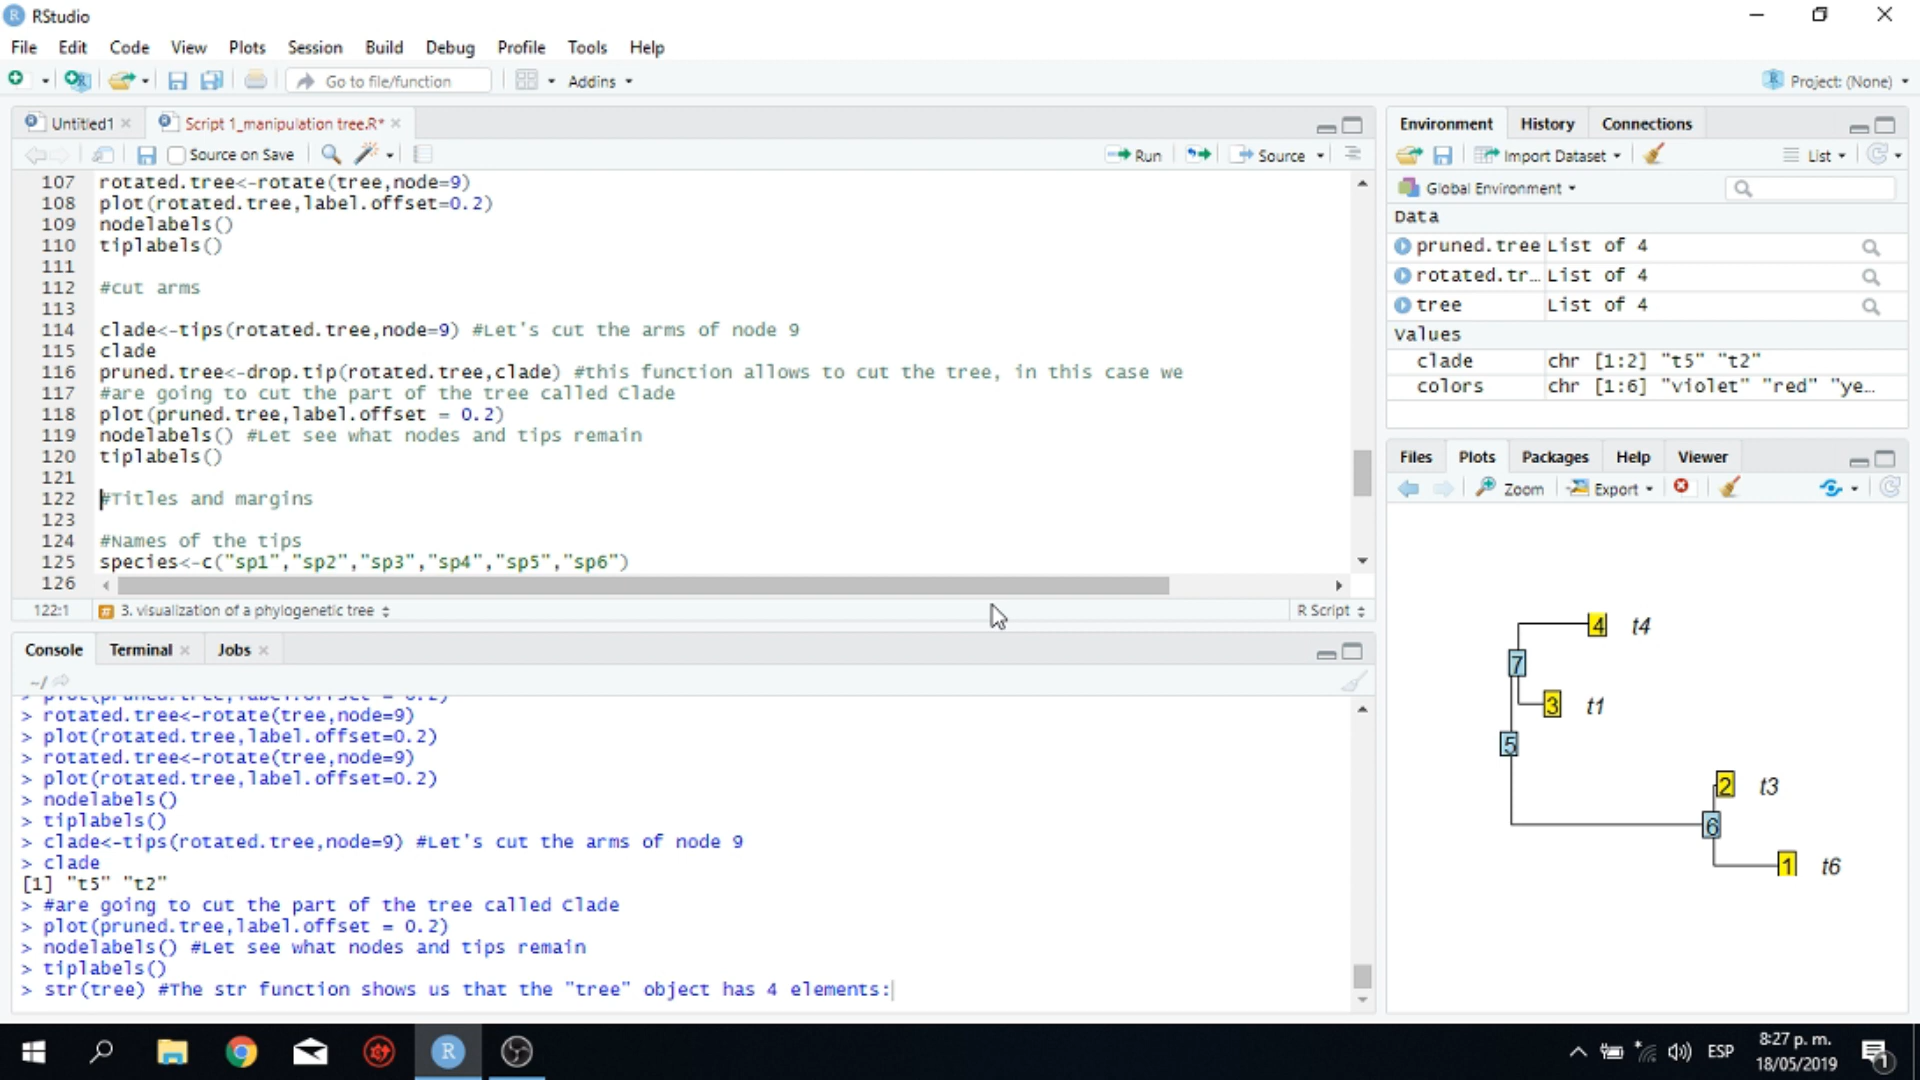 RStudio
File Edit Code View Plots Session Build Debug Profile Tools Help
Go to file/function Addins Project: (None)
Untitled1 Script 1_manipulation tree.R*
Source on Save Run Source
107 rotated.tree<-rotate(tree,node=9)
108 plot(rotated.tree,label.offset=0.2)
109 nodelabels()
110 tiplabels()
111
112 #cut arms
113
114 clade<-tips(rotated.tree,node=9) #Let's cut the arms of node 9
115 clade
116 pruned.tree<-drop.tip(rotated.tree,clade) #this function allows to cut the tree, in this case we
117 #are going to cut the part of the tree called Clade
118 plot(pruned.tree,label.offset = 0.2)
119 nodelabels() #Let see what nodes and tips remain
120 tiplabels()
121
122 #Titles and margins
123
124 #Names of the tips
125 species<-c("sp1","sp2","sp3","sp4","sp5","sp6")
126
122:1 3. visualization of a phylogenetic tree R Script
Console Terminal Jobs
~/
> plot(pruned.tree,label.offset = 0.2)
> rotated.tree<-rotate(tree,node=9)
> plot(rotated.tree,label.offset=0.2)
> rotated.tree<-rotate(tree,node=9)
> plot(rotated.tree,label.offset=0.2)
> nodelabels()
> tiplabels()
> clade<-tips(rotated.tree,node=9) #Let's cut the arms of node 9
> clade
[1] "t5" "t2"
> #are going to cut the part of the tree called Clade
> plot(pruned.tree,label.offset = 0.2)
> nodelabels() #Let see what nodes and tips remain
> tiplabels()
> str(tree) #The str function shows us that the "tree" object has 4 elements:
Environment History Connections
Import Dataset List
Global Environment
Data
pruned.tree List of 4
rotated.tr… List of 4
tree List of 4
Values
clade chr [1:2] "t5" "t2"
colors chr [1:6] "violet" "red" "ye…
Files Plots Packages Help Viewer
Zoom Export
4 t4
7
3 t1
5
2 t3
6
1 t6
ESP
8:27 p. m.
18/05/2019
1